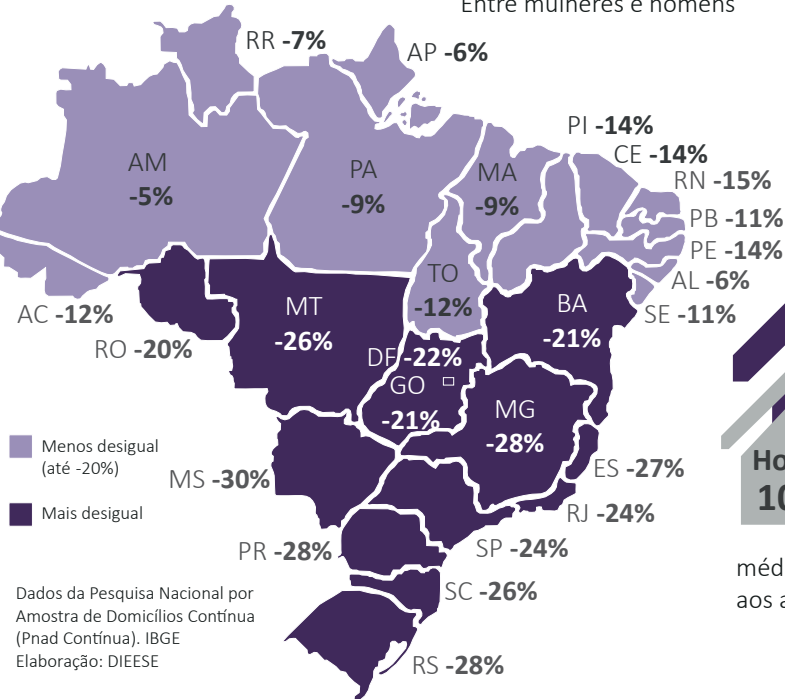 Entre mulheres e homens
RR -7%
AP -6%
AM
-5%
PA
-9%
MA
-9%
PI -14%
CE -14%
RN -15%
PB -11%
PE -14%
AL -6%
SE -11%
TO
-12%
AC -12%
RO -20%
MT
-26%
BA
-21%
DF -22%
GO
-21%
MG
-28%
Menos desigual
(até -20%)
Mais desigual
MS -30%
ES -27%
RJ -24%
SP -24%
PR -28%
SC -26%
RS -28%
Dados da Pesquisa Nacional por
Amostra de Domicílios Contínua
(Pnad Contínua). IBGE
Elaboração: DIEESE
Ho
10
méd
aos a